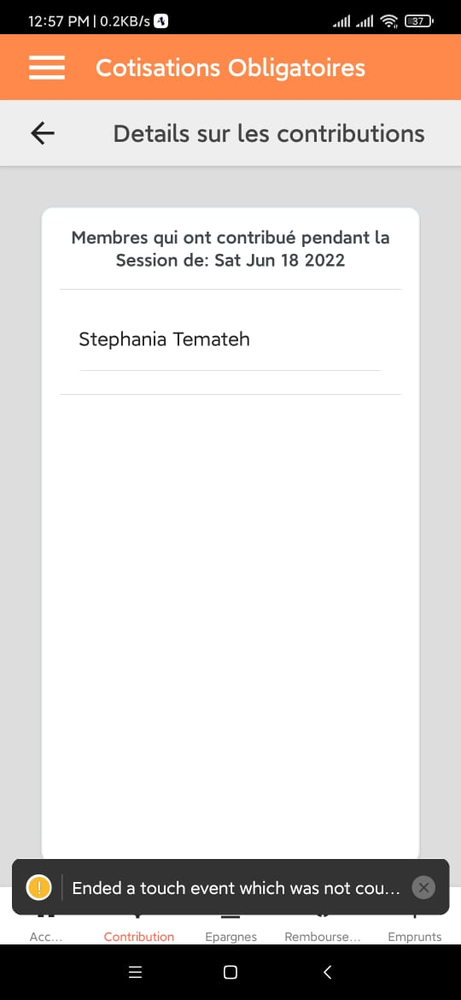 12:57 PM | 0.2KB/s
37
Cotisations Obligatoires
Details sur les contributions
Membres qui ont contribué pendant la
Session de: Sat Jun 18 2022
Stephania Temateh
Ended a touch event which was not cou...
Acc... Contribution Epargnes Rembourse... Emprunts